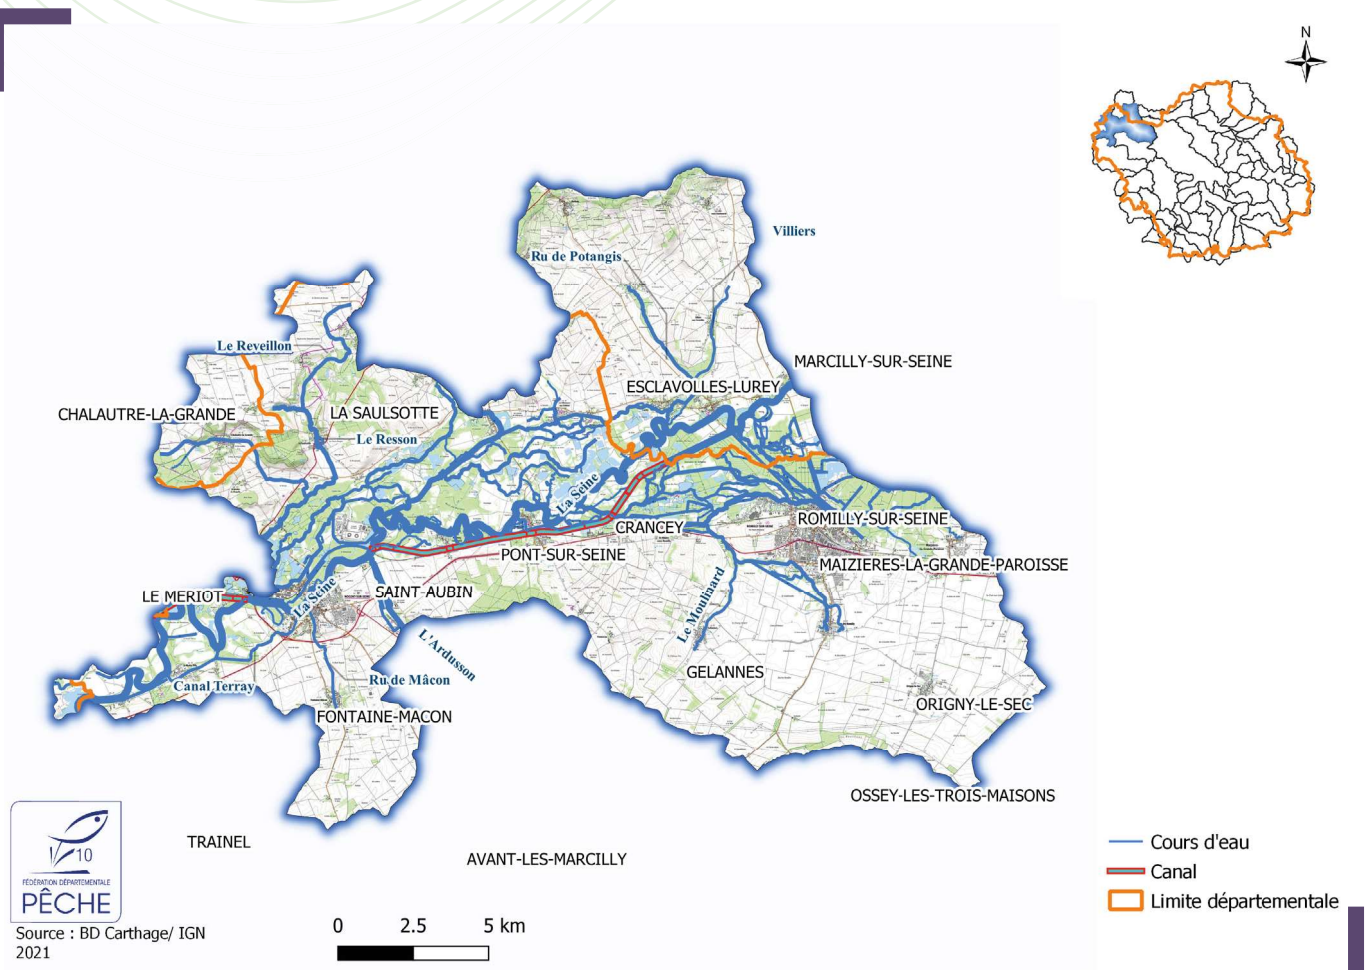 N
Villiers
Ru de Potangis
Le Reveillon
MARCILLY-SUR-SEINE
ESCLAVOLLES-LUREY
CHALAUTRE-LA-GRANDE
LA SAULSOTTE
Le Resson
La Seine
ROMILLY-SUR-SEINE
CRANCEY
PONT-SUR-SEINE
MAIZIERES-LA-GRANDE-PAROISSE
LE MERIOT
La Seine
SAINT AUBIN
Le Moulinard
L'Ardusson
GELANNES
Ru de Mâcon
Canal Terray
ORIGNY-LE-SEC
FONTAINE-MACON
OSSEY-LES-TROIS-MAISONS
TRAINEL
AVANT-LES-MARCILLY
Cours d'eau
Canal
Limite départementale
10
FÉDÉRATION DÉPARTEMENTALE
PÊCHE
Source : BD Carthage/ IGN
2021
0 2.5 5 km